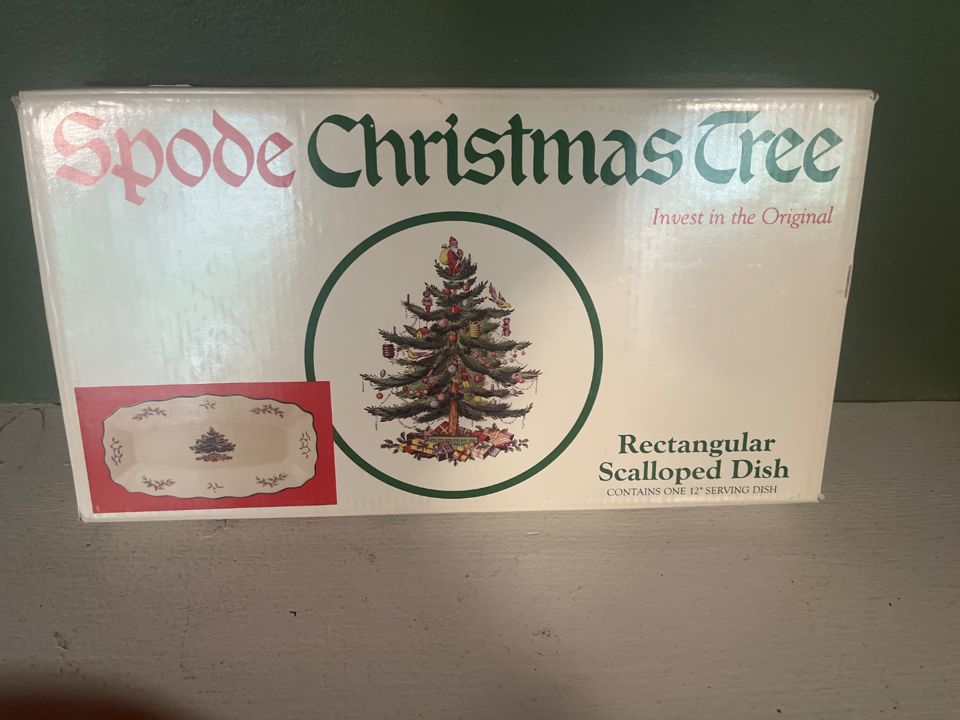 Spode Christmas Tree
Invest in the Original
Rectangular
Scalloped Dish
CONTAINS ONE 12" SERVING DISH